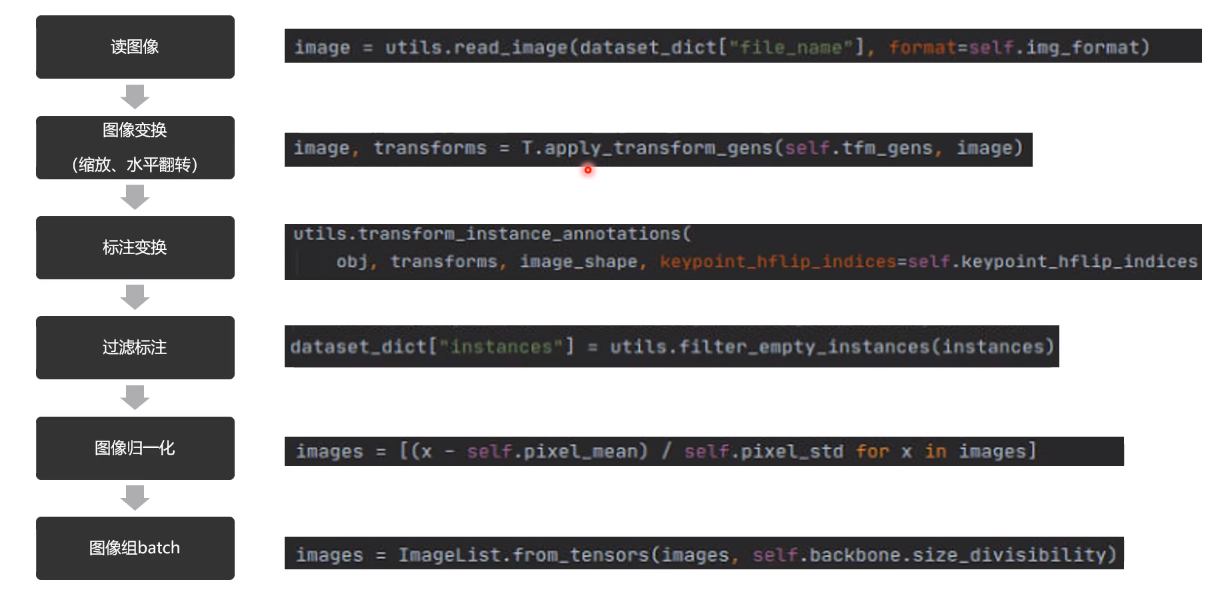 读图像
image = utils.read_image(dataset_dict["file_name"], format=self.img_format)
图像变换
(缩放、水平翻转)
image, transforms = T.apply_transform_gens(self.tfm_gens, image)
标注变换
utils.transform_instance_annotations(
obj, transforms, image_shape, keypoint_hflip_indices=self.keypoint_hflip_indices
过滤标注
dataset_dict["instances"] = utils.filter_empty_instances(instances)
图像归一化
images = [(x - self.pixel_mean) / self.pixel_std for x in images]
图像组batch
images = ImageList.from_tensors(images, self.backbone.size_divisibility)